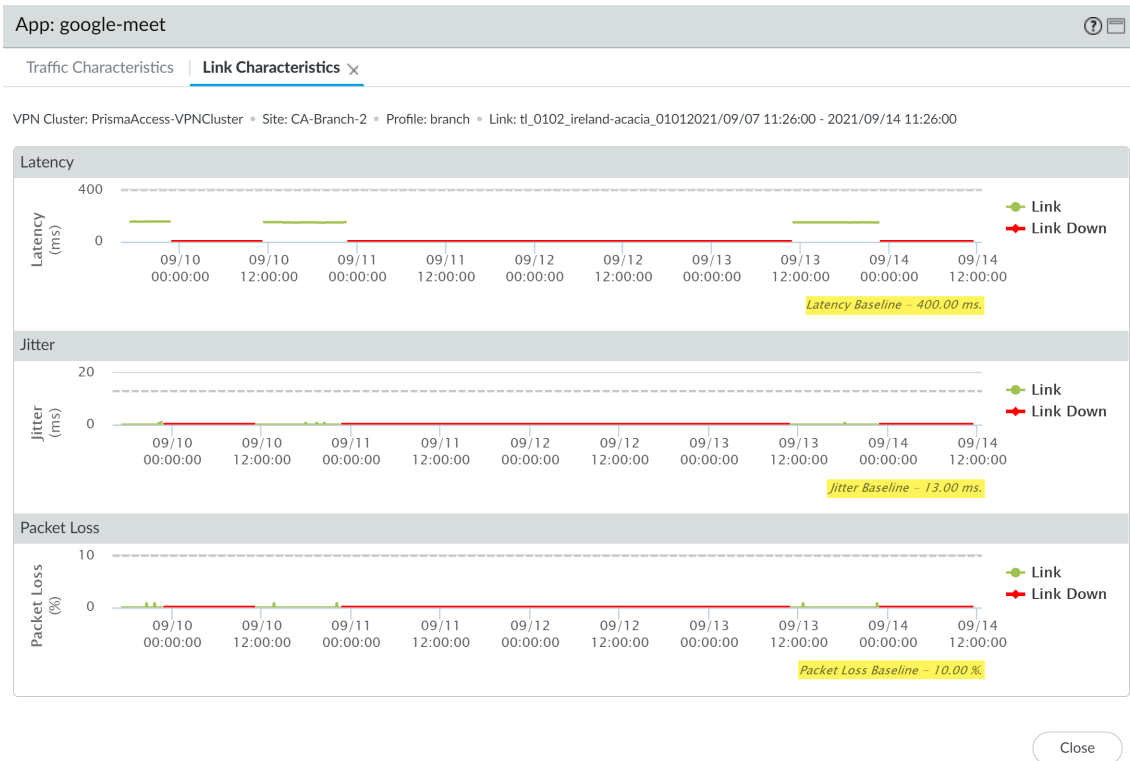 App: google-meet
Traffic Characteristics Link Characteristics
VPN Cluster: PrismaAccess-VPNCluster • Site: CA-Branch-2 • Profile: branch • Link: tl_0102_ireland-acacia_01012021/09/07 11:26:00 - 2021/09/14 11:26:00
Latency
400
0
Latency
(ms)
09/10 09/10 09/11 09/11 09/12 09/12 09/13 09/13 09/14 09/14
00:00:00 12:00:00 00:00:00 12:00:00 00:00:00 12:00:00 00:00:00 12:00:00 00:00:00 12:00:00
Link
Link Down
Latency Baseline – 400.00 ms.
Jitter
20
0
Jitter
(ms)
09/10 09/10 09/11 09/11 09/12 09/12 09/13 09/13 09/14 09/14
00:00:00 12:00:00 00:00:00 12:00:00 00:00:00 12:00:00 00:00:00 12:00:00 00:00:00 12:00:00
Link
Link Down
Jitter Baseline – 13.00 ms.
Packet Loss
10
0
Packet Loss
(%)
09/10 09/10 09/11 09/11 09/12 09/12 09/13 09/13 09/14 09/14
00:00:00 12:00:00 00:00:00 12:00:00 00:00:00 12:00:00 00:00:00 12:00:00 00:00:00 12:00:00
Link
Link Down
Packet Loss Baseline – 10.00 %.
Close